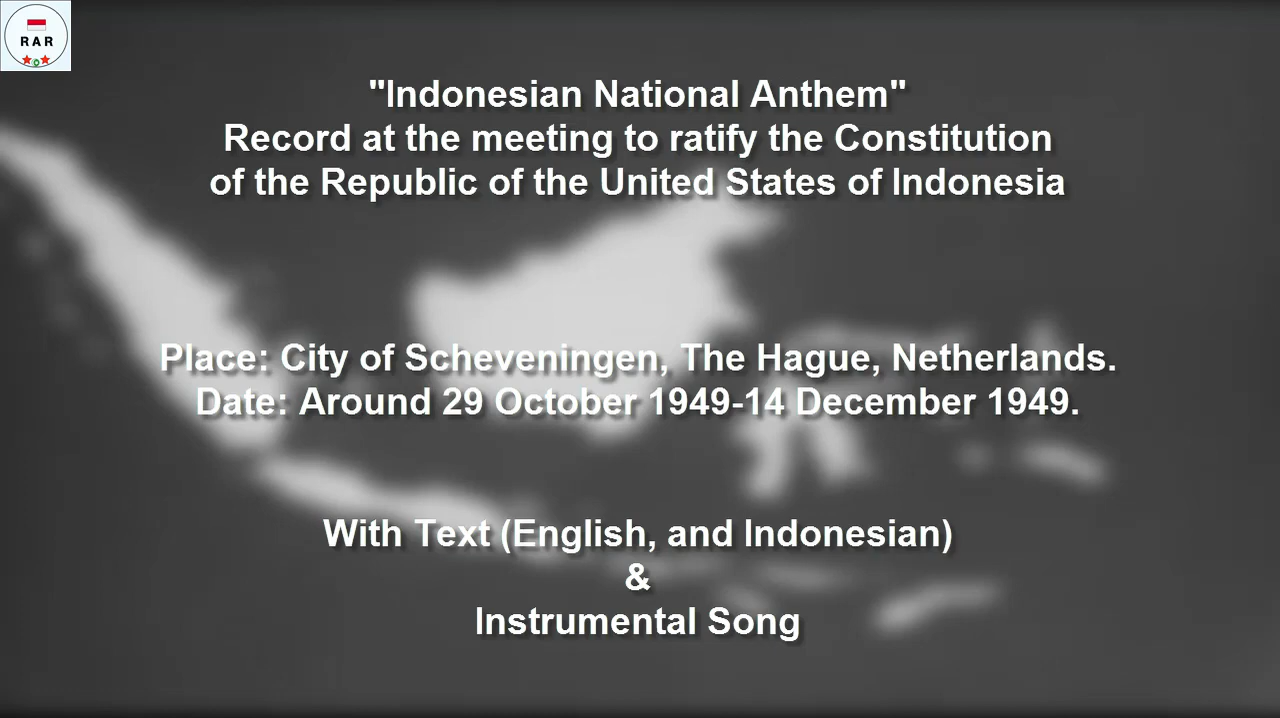 RAR
"Indonesian National Anthem"
Record at the meeting to ratify the Constitution
of the Republic of the United States of Indonesia
Place: City of Scheveningen, The Hague, Netherlands.
Date: Around 29 October 1949-14 December 1949.
With Text (English, and Indonesian)
&
Instrumental Song